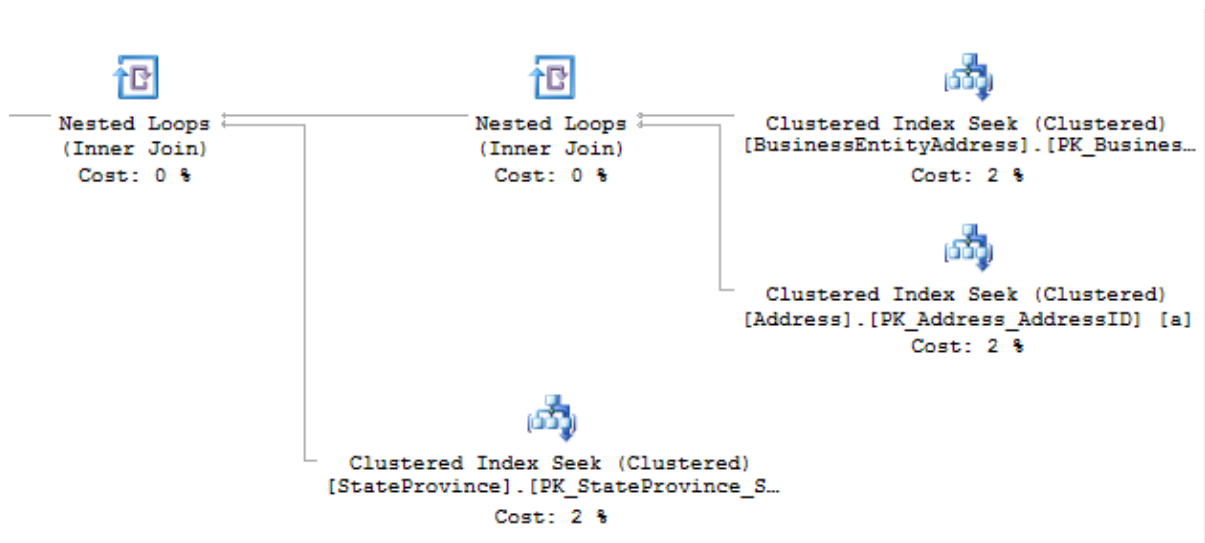 Nested Loops
(Inner Join)
Cost: 0 %
Nested Loops
(Inner Join)
Cost: 0 %
Clustered Index Seek (Clustered)
[BusinessEntityAddress].[PK_Busines…
Cost: 2 %
Clustered Index Seek (Clustered)
[Address].[PK_Address_AddressID] [a]
Cost: 2 %
Clustered Index Seek (Clustered)
[StateProvince].[PK_StateProvince_S…
Cost: 2 %